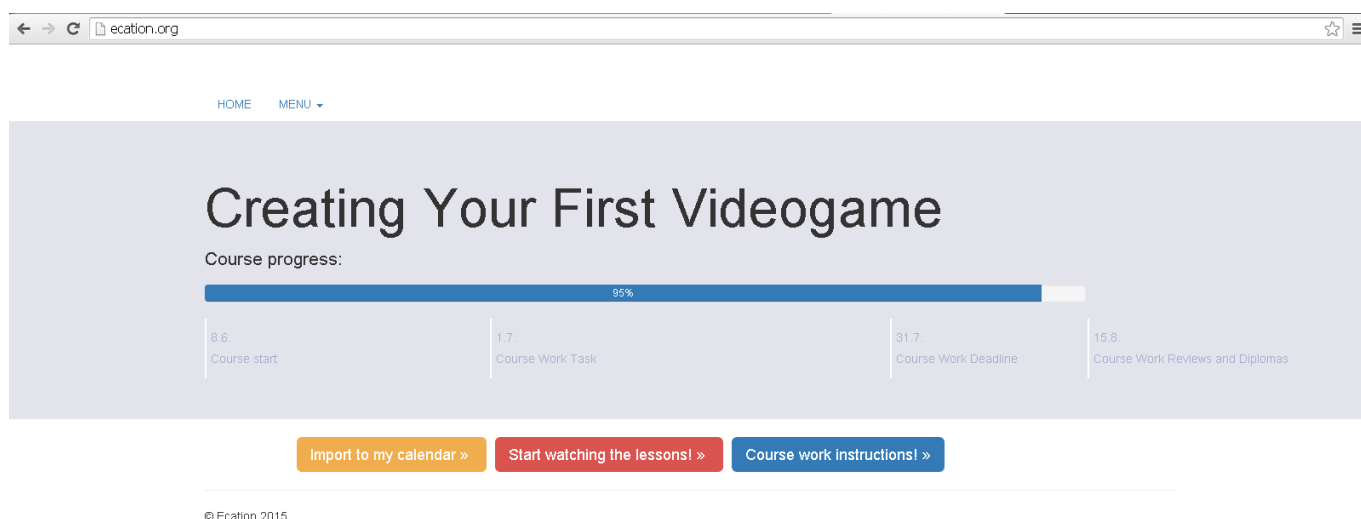 ecation.org
HOME MENU
Creating Your First Videogame
Course progress:
95%
8.6. 1.7. 31.7. 15.8.
Course start Course Work Task Course Work Deadline Course Work Reviews and Diplomas
Import to my calendar » Start watching the lessons! » Course work instructions! »
© Ecation 2015